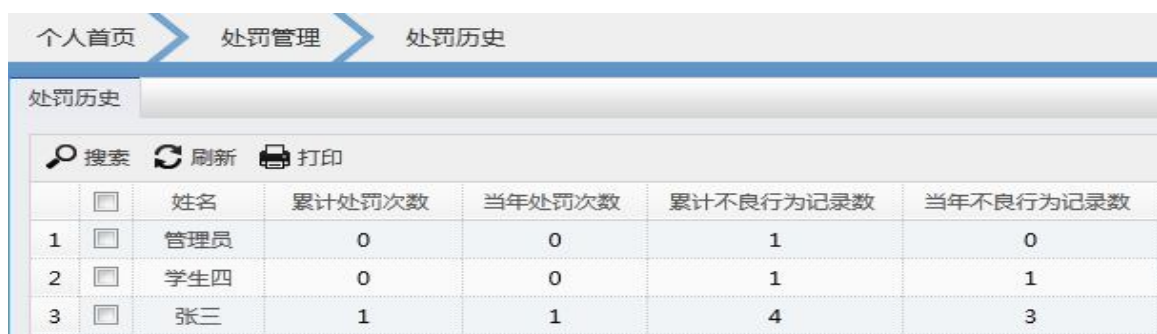 个人首页 处罚管理 处罚历史
处罚历史
搜索 刷新 打印
姓名 累计处罚次数 当年处罚次数 累计不良行为记录数 当年不良行为记录数
1 管理员 0 0 1 0
2 学生四 0 0 1 1
3 张三 1 1 4 3